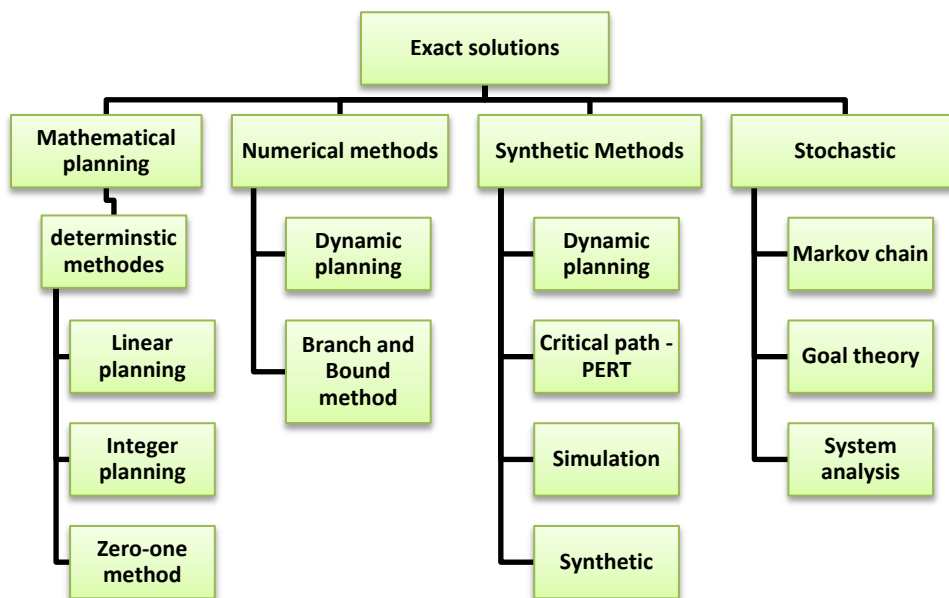 Exact solutions
Mathematical
planning
Numerical methods
Synthetic Methods
Stochastic
determinstic
methodes
Linear
planning
Integer
planning
Zero-one
method
Dynamic
planning
Branch and
Bound
method
Dynamic
planning
Critical path -
PERT
Simulation
Synthetic
Markov chain
Goal theory
System
analysis